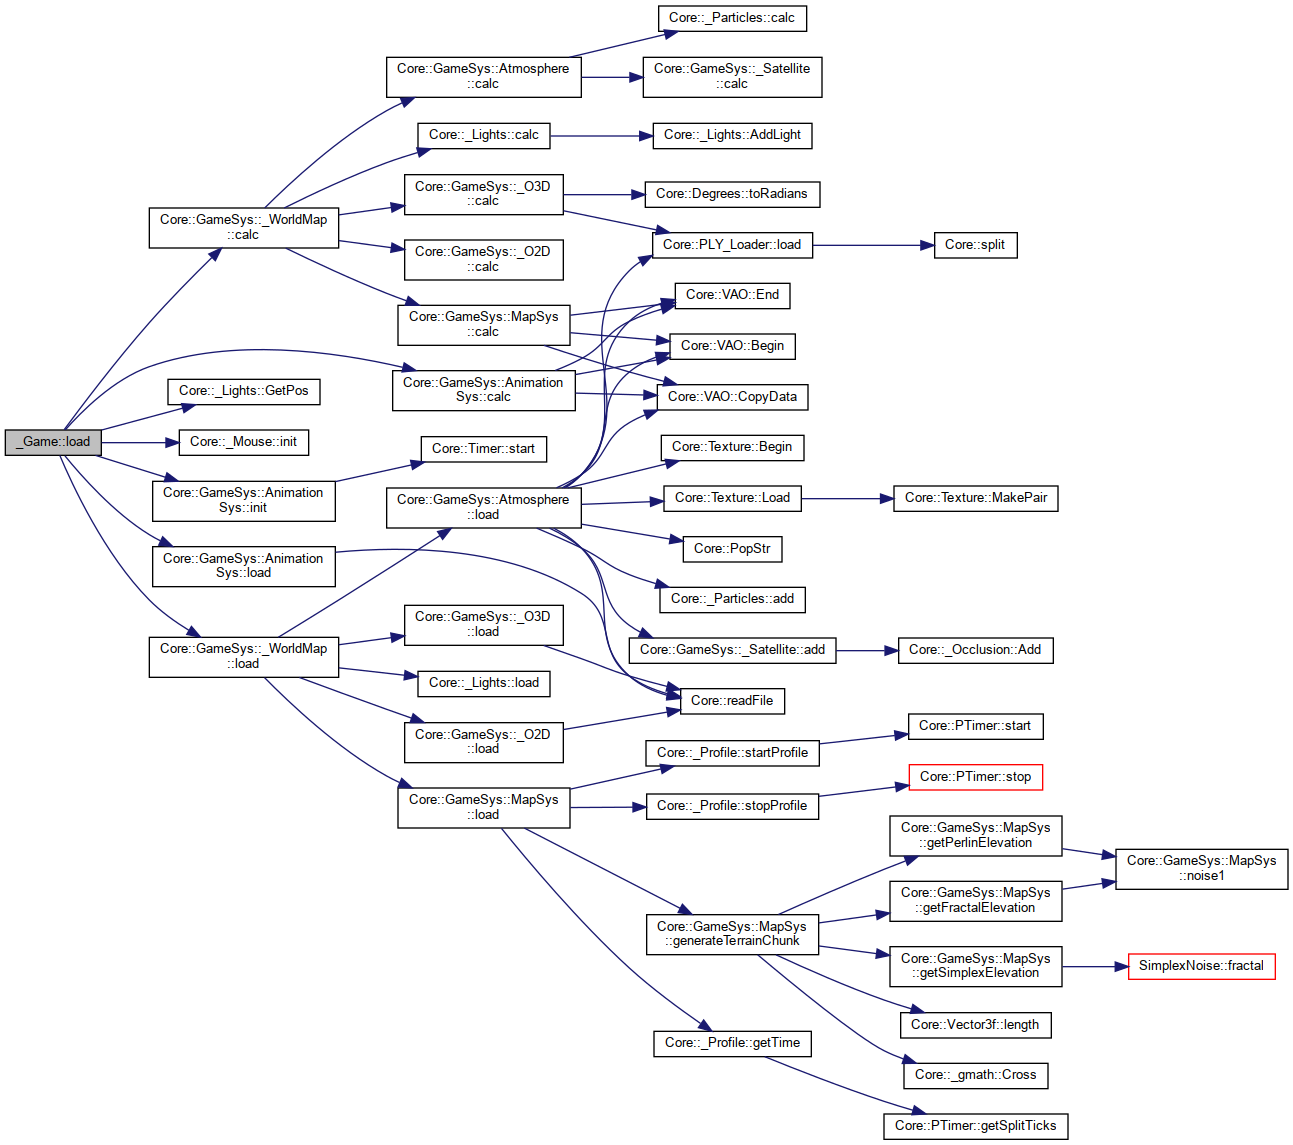 Core::_Particles::calc
Core::GameSys::Atmosphere
::calc
Core::GameSys::_Satellite
::calc
Core::_Lights::calc
Core::_Lights::AddLight
Core::GameSys::_O3D
::calc
Core::Degrees::toRadians
Core::GameSys::_WorldMap
::calc
Core::GameSys::_O2D
::calc
Core::PLY_Loader::load
Core::split
Core::VAO::End
Core::GameSys::MapSys
::calc
Core::VAO::Begin
Core::_Lights::GetPos
Core::GameSys::Animation
Sys::calc
Core::VAO::CopyData
_Game::load
Core::_Mouse::init
Core::Timer::start
Core::Texture::Begin
Core::GameSys::Animation
Sys::init
Core::GameSys::Atmosphere
::load
Core::Texture::Load
Core::Texture::MakePair
Core::PopStr
Core::GameSys::Animation
Sys::load
Core::_Particles::add
Core::GameSys::_O3D
::load
Core::GameSys::_WorldMap
::load
Core::GameSys::_Satellite::add
Core::_Occlusion::Add
Core::_Lights::load
Core::readFile
Core::GameSys::_O2D
::load
Core::_Profile::startProfile
Core::PTimer::start
Core::PTimer::stop
Core::GameSys::MapSys
::load
Core::_Profile::stopProfile
Core::GameSys::MapSys
::getPerlinElevation
Core::GameSys::MapSys
::noise1
Core::GameSys::MapSys
::getFractalElevation
Core::GameSys::MapSys
::generateTerrainChunk
Core::GameSys::MapSys
::getSimplexElevation
SimplexNoise::fractal
Core::Vector3f::length
Core::_Profile::getTime
Core::_gmath::Cross
Core::PTimer::getSplitTicks